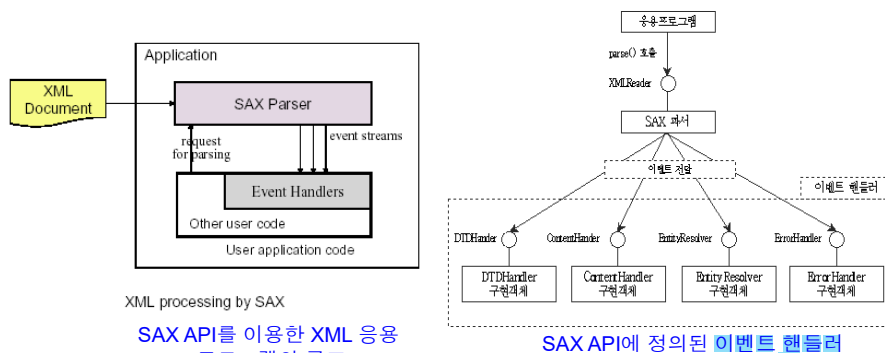 Application
XML
Document
SAX Parser
request
for parsing
event streams
Event Handlers
Other user code
User application code
XML processing by SAX
SAX API를 이용한 XML 응용
응용프로그램
parse() 호출
XMLReader
SAX 파서
이벤트 전달
이벤트 핸들러
DTDHander
ContentHander
EntityResolver
ErrorHandler
DTDHandler
구현객체
ContentHandler
구현객체
Entity Resolver
구현객체
ErrorHandler
구현객체
SAX API에 정의된 이벤트 핸들러